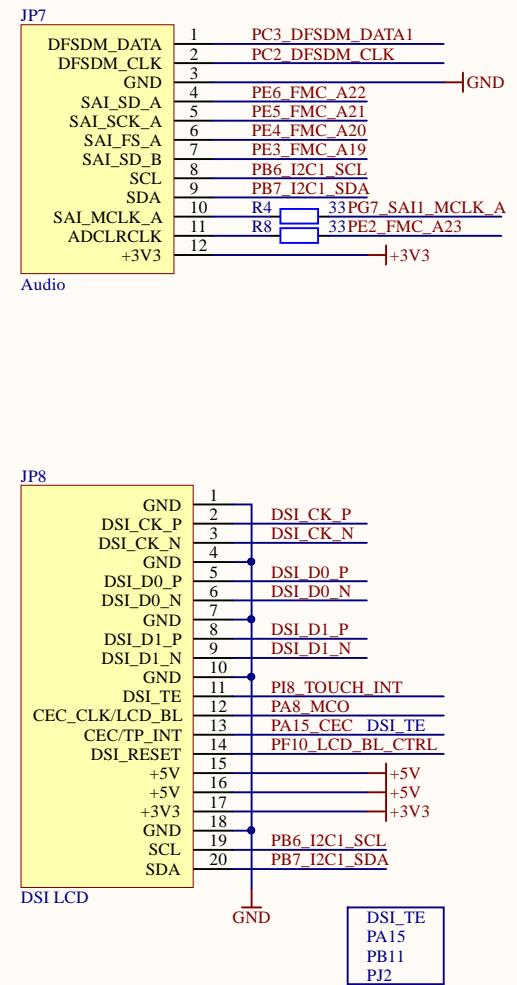 JP7
DFSDM_DATA 1 PC3_DFSDM_DATA1
DFSDM_CLK 2 PC2_DFSDM_CLK
GND 3 GND
SAI_SD_A 4 PE6_FMC_A22
SAI_SCK_A 5 PE5_FMC_A21
SAI_FS_A 6 PE4_FMC_A20
SAI_SD_B 7 PE3_FMC_A19
SCL 8 PB6_I2C1_SCL
SDA 9 PB7_I2C1_SDA
SAI_MCLK_A 10 R4 33 PG7_SAI1_MCLK_A
ADCLRCLK 11 R8 33 PE2_FMC_A23
+3V3 12 +3V3
Audio
JP8
GND 1
DSI_CK_P 2 DSI_CK_P
DSI_CK_N 3 DSI_CK_N
GND 4
DSI_D0_P 5 DSI_D0_P
DSI_D0_N 6 DSI_D0_N
GND 7
DSI_D1_P 8 DSI_D1_P
DSI_D1_N 9 DSI_D1_N
GND 10
DSI_TE 11 PI8_TOUCH_INT
CEC_CLK/LCD_BL 12 PA8_MCO
CEC/TP_INT 13 PA15_CEC DSI_TE
DSI_RESET 14 PF10_LCD_BL_CTRL
+5V 15 +5V
+5V 16 +5V
+3V3 17 +3V3
GND 18
SCL 19 PB6_I2C1_SCL
SDA 20 PB7_I2C1_SDA
DSI LCD
GND
DSI_TE
PA15
PB11
PJ2